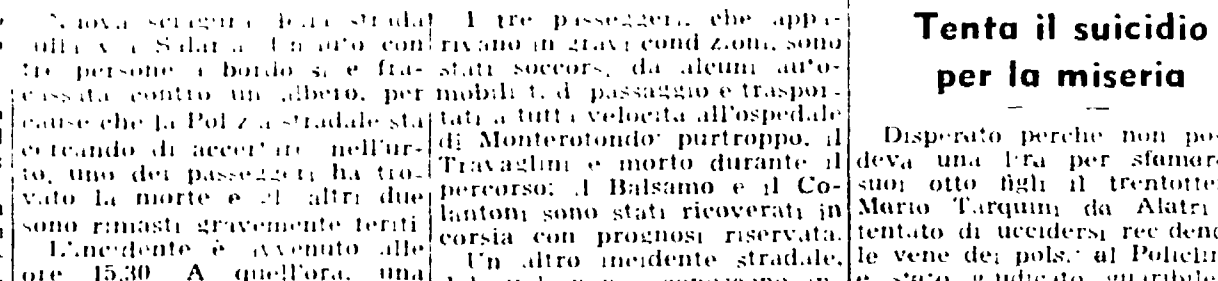 Nuova sciagura della strada
sulla via Salaria. Un auto con
tre persone a bordo si e fra-
cassata contro un albero, per
cause che la Polizia stradale sta
cercando di accertare nell'ur-
to, uno dei passeggeri ha tro-
vato la morte e gli altri due
sono rimasti gravemente feriti
L'incidente è avvenuto alle
ore 15.30 A quell'ora, una
I tre passeggeri, che appa-
rivano in gravi condizioni, sono
stati soccorsi da alcuni auto-
mobilisti di passaggio e traspor-
tati a tutta velocita all'ospedale
di Monterotondo: purtroppo, il
Travaglini e morto durante il
percorso; il Balsamo e il Co-
lantoni sono stati ricoverati in
corsia con prognosi riservata.
Un altro incidente stradale,
Tenta il suicidio
per la miseria
Disperato perche non pos-
deva una lira per sfamare
suoi otto figli il trentotte
Mario Tarquini da Alatri
tentato di uccidersi recidend
le vene dei polsi: al Policlin
e stato giudicato guaribile